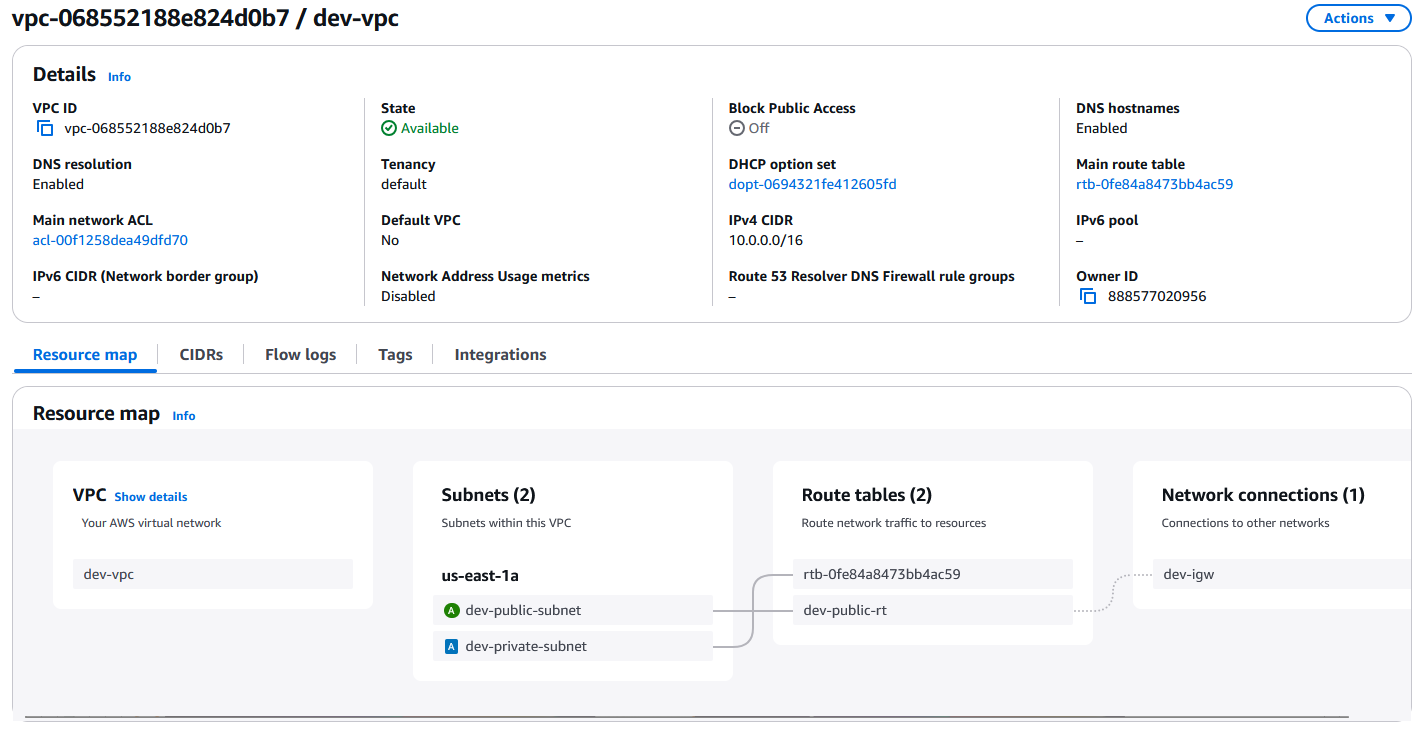 vpc-068552188e824d0b7 / dev-vpc
Actions
Details Info
VPC ID
vpc-068552188e824d0b7
State
Available
Block Public Access
Off
DNS hostnames
Enabled
DNS resolution
Enabled
Tenancy
default
DHCP option set
dopt-0694321fe412605fd
Main route table
rtb-0fe84a8473bb4ac59
Main network ACL
acl-00f1258dea49dfd70
Default VPC
No
IPv4 CIDR
10.0.0.0/16
IPv6 pool
–
IPv6 CIDR (Network border group)
–
Network Address Usage metrics
Disabled
Route 53 Resolver DNS Firewall rule groups
–
Owner ID
888577020956
Resource map
CIDRs
Flow logs
Tags
Integrations
Resource map Info
VPC Show details
Your AWS virtual network
dev-vpc
Subnets (2)
Subnets within this VPC
us-east-1a
A dev-public-subnet
A dev-private-subnet
Route tables (2)
Route network traffic to resources
rtb-0fe84a8473bb4ac59
dev-public-rt
Network connections (1)
Connections to other networks
dev-igw